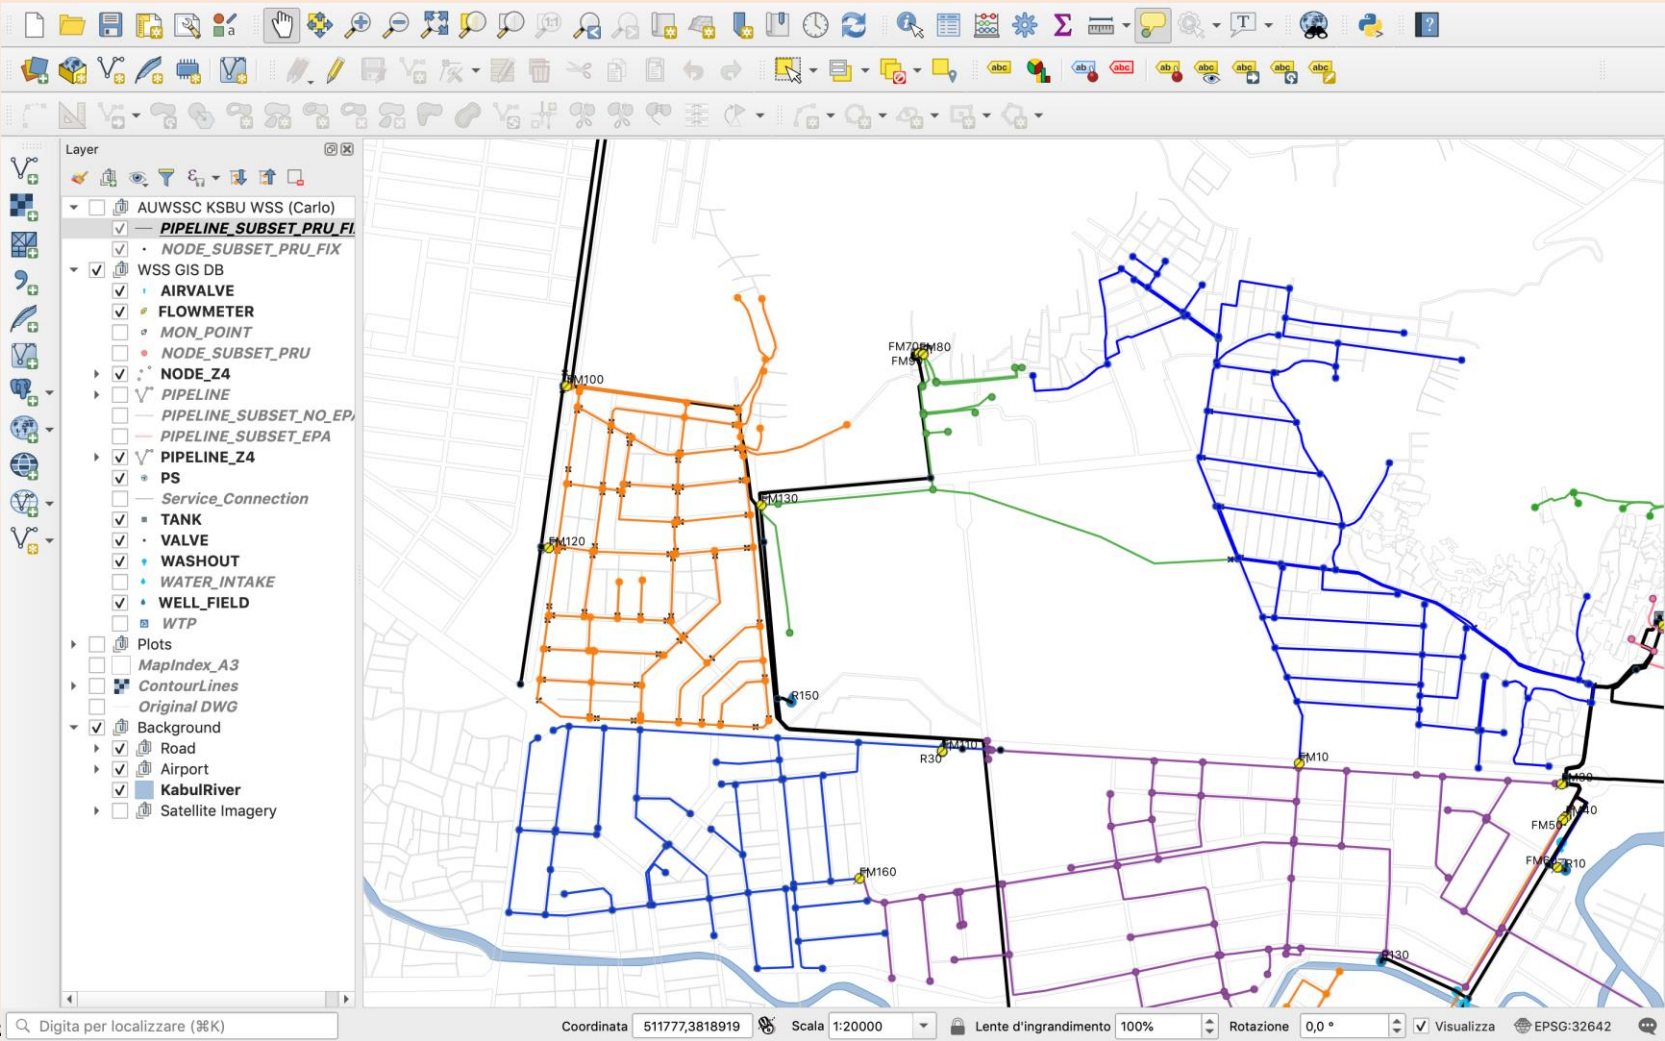 Layer
AUWSSC KSBU WSS (Carlo)
PIPELINE_SUBSET_PRU_FI
NODE_SUBSET_PRU_FIX
WSS GIS DB
AIRVALVE
FLOWMETER
MON_POINT
NODE_SUBSET_PRU
NODE_Z4
PIPELINE
PIPELINE_SUBSET_NO_EPA
PIPELINE_SUBSET_EPA
PIPELINE_Z4
PS
Service_Connection
TANK
VALVE
WASHOUT
WATER_INTAKE
WELL_FIELD
WTP
Plots
MapIndex_A3
ContourLines
Original DWG
Background
Road
Airport
KabulRiver
Satellite Imagery
FM70
FM80
FM100
FM130
FM120
R150
R30
FM10
FM30
FM40
FM50
R10
FM160
R130
Digita per localizzare (⌘K)
Coordinata 511777,3818919
Scala 1:20000
Lente d'ingrandimento 100%
Rotazione 0,0 °
Visualizza
EPSG:32642